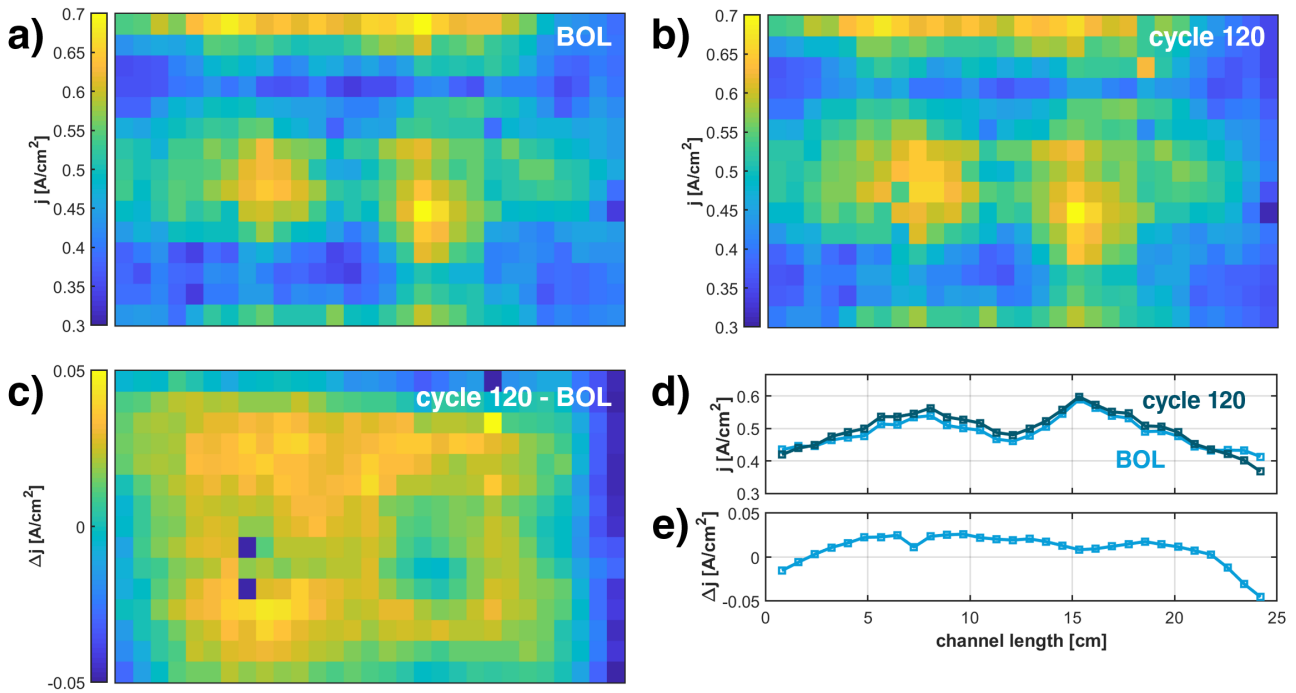 a)
BOL
0.7
0.65
0.6
0.55
0.5
0.45
0.4
0.35
0.3
j [A/cm²]
b)
cycle 120
0.7
0.65
0.6
0.55
0.5
0.45
0.4
0.35
0.3
j [A/cm²]
c)
cycle 120 - BOL
0.05
0
-0.05
Δj [A/cm²]
d)
cycle 120
BOL
0.6
0.5
0.4
0.3
j [A/cm²]
e)
0.05
0
-0.05
Δj [A/cm²]
0 5 10 15 20 25
channel length [cm]